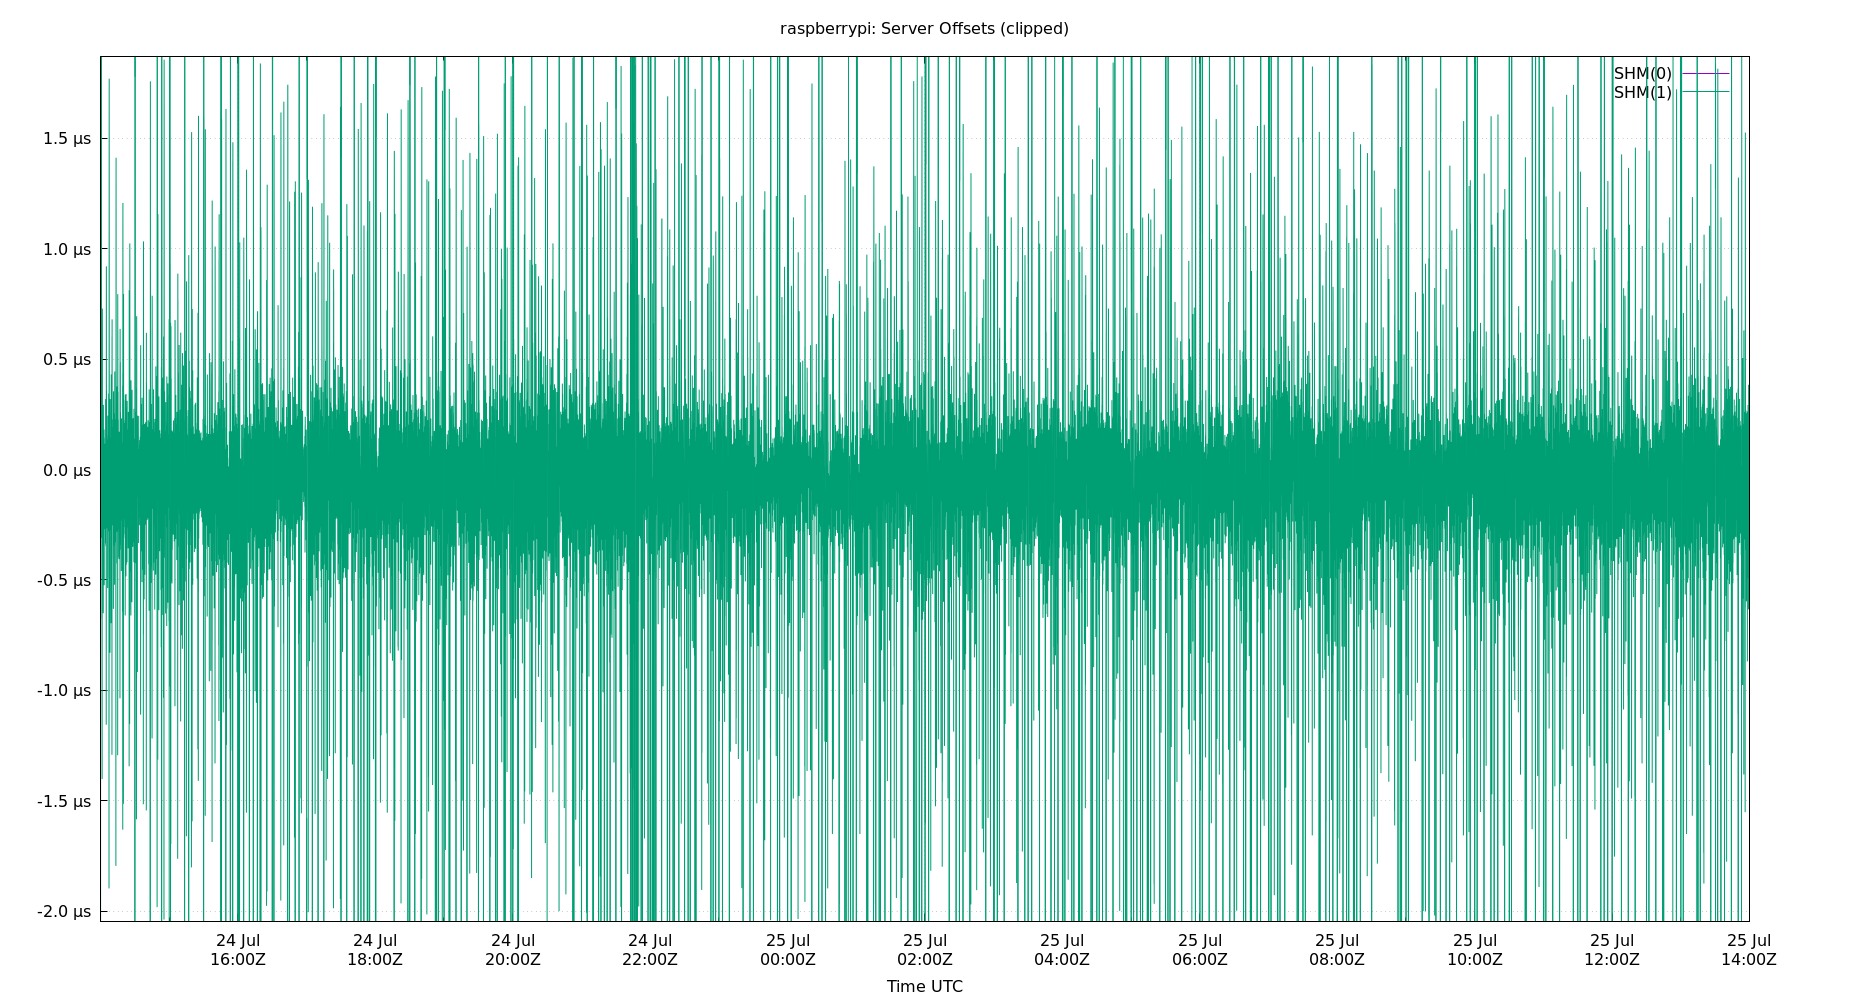 raspberrypi: Server Offsets (clipped)
SHM(0)
SHM(1)
1.5 µs
1.0 µs
0.5 µs
0.0 µs
-0.5 µs
-1.0 µs
-1.5 µs
-2.0 µs
24 Jul 24 Jul 24 Jul 24 Jul 25 Jul 25 Jul 25 Jul 25 Jul 25 Jul 25 Jul 25 Jul 25 Jul
16:00Z 18:00Z 20:00Z 22:00Z 00:00Z 02:00Z 04:00Z 06:00Z 08:00Z 10:00Z 12:00Z 14:00Z
Time UTC